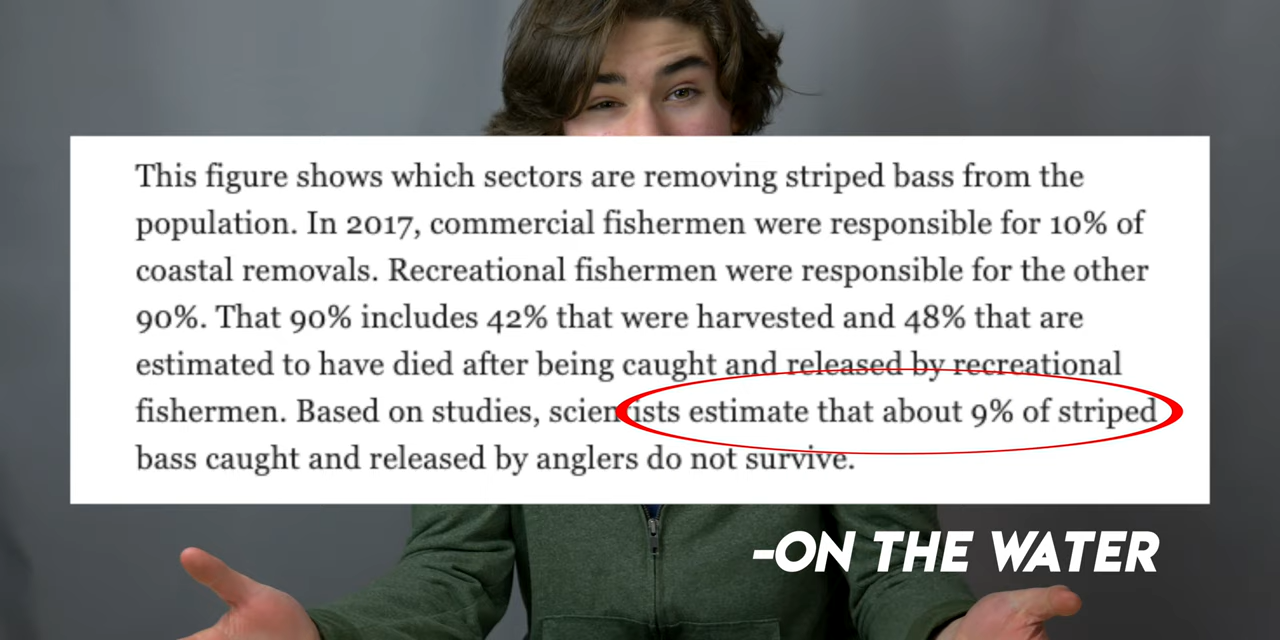 This figure shows which sectors are removing striped bass from the
population. In 2017, commercial fishermen were responsible for 10% of
coastal removals. Recreational fishermen were responsible for the other
90%. That 90% includes 42% that were harvested and 48% that are
estimated to have died after being caught and released by recreational
fishermen. Based on studies, scientists estimate that about 9% of striped
bass caught and released by anglers do not survive.
-ON THE WATER